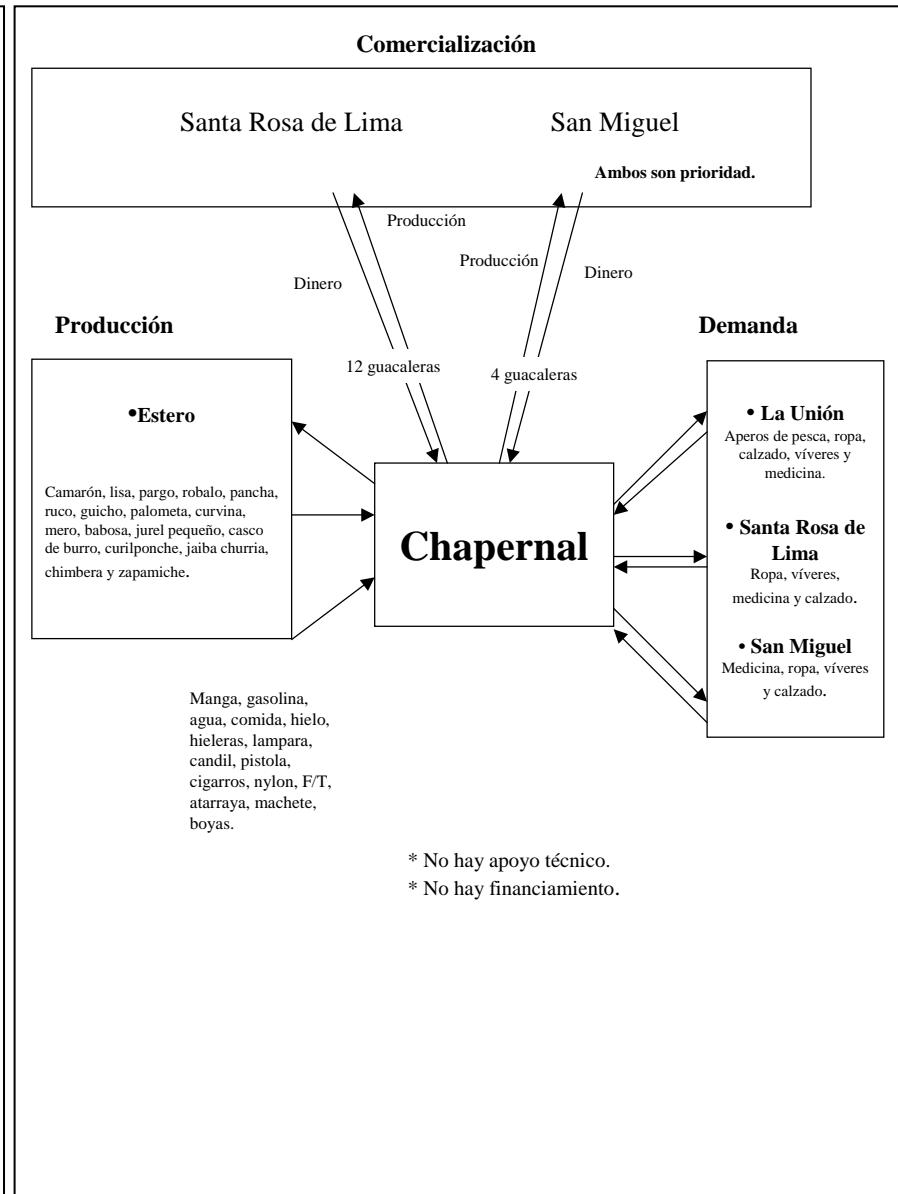 Comercialización
Santa Rosa de Lima
San Miguel
Ambos son prioridad.
Producción
Producción
Dinero
Dinero
Producción
Demanda
12 guacaleras
4 guacaleras
•Estero
Camarón, lisa, pargo, robalo, pancha,
ruco, guicho, palometa, curvina,
mero, babosa, jurel pequeño, casco
de burro, curilponche, jaiba churria,
chimbera y zapamiche.
Chapernal
• La Unión
Aperos de pesca, ropa,
calzado, víveres y
medicina.
• Santa Rosa de
Lima
Ropa, víveres,
medicina y calzado.
• San Miguel
Medicina, ropa, víveres
y calzado.
Manga, gasolina,
agua, comida, hielo,
hieleras, lampara,
candil, pistola,
cigarros, nylon, F/T,
atarraya, machete,
boyas.
* No hay apoyo técnico.
* No hay financiamiento.